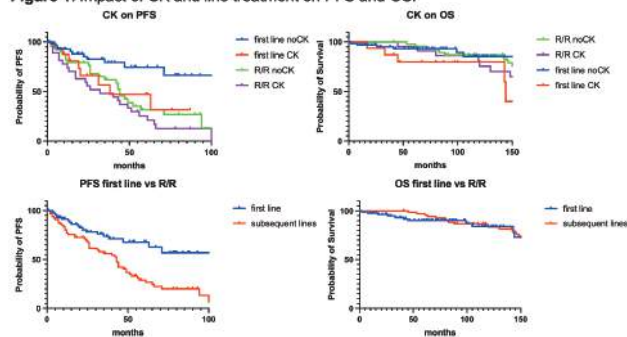 Figure 1: Impact of CK and line treatment on PFS and OS.
CK on PFS
Probability of PFS
100
50
0
0 50 100
months
first line noCK
first line CK
R/R noCK
R/R CK
CK on OS
Probability of Survival
100
50
0
0 50 100 150
months
R/R noCK
R/R CK
first line noCK
first line CK
PFS first line vs R/R
Probability of PFS
100
50
0
0 50 100
months
first line
subsequent lines
OS first line vs R/R
Probability of Survival
100
50
0
0 50 100 150
months
first line
subsequent lines